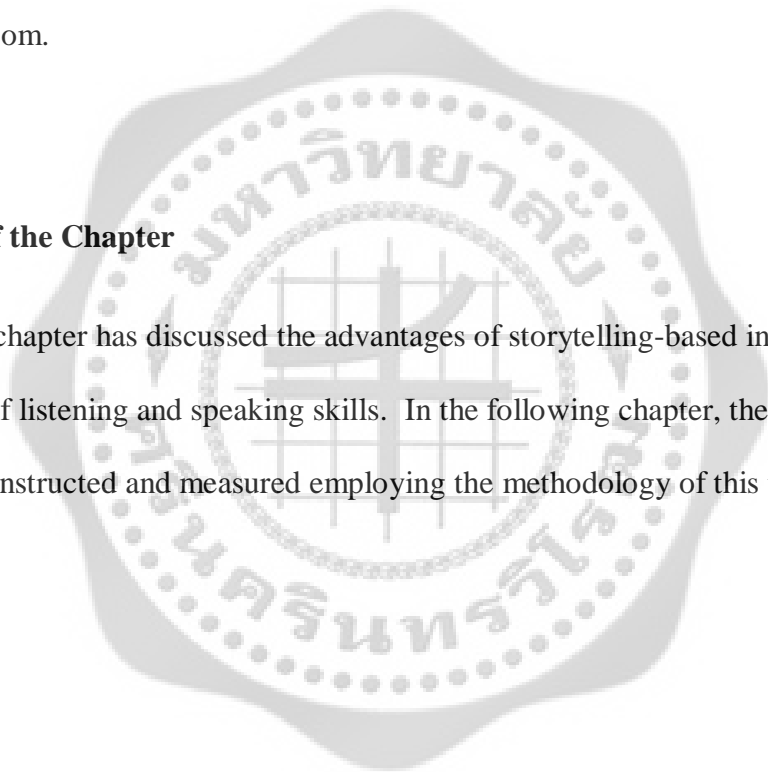 om.
f the Chapter
chapter has discussed the advantages of storytelling-based in
f listening and speaking skills. In the following chapter, the
nstructed and measured employing the methodology of this
มหาวิทยาลัย
ศรีนครินทรวิโรฒ